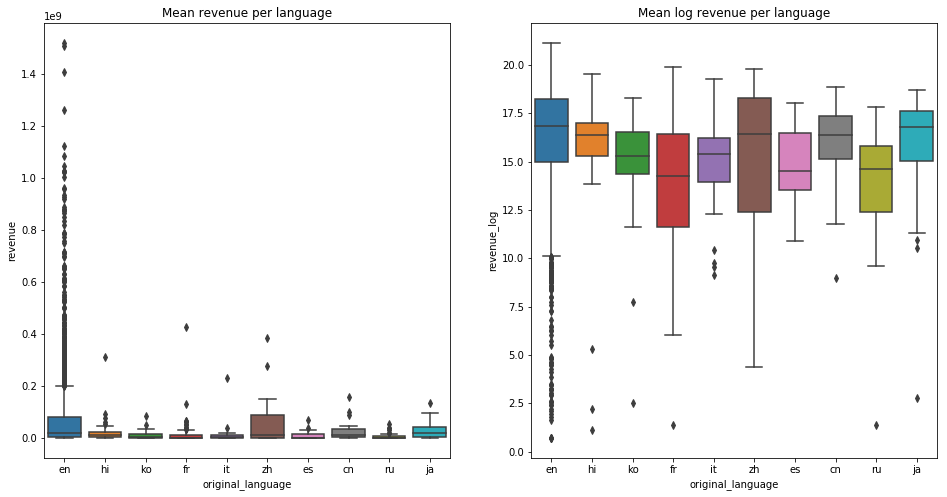 Mean revenue per language
1e9
1.4
1.2
1.0
0.8
0.6
0.4
0.2
0.0
revenue
en hi ko fr it zh es cn ru ja
original_language
Mean log revenue per language
20.0
17.5
15.0
12.5
10.0
7.5
5.0
2.5
0.0
revenue_log
en hi ko fr it zh es cn ru ja
original_language